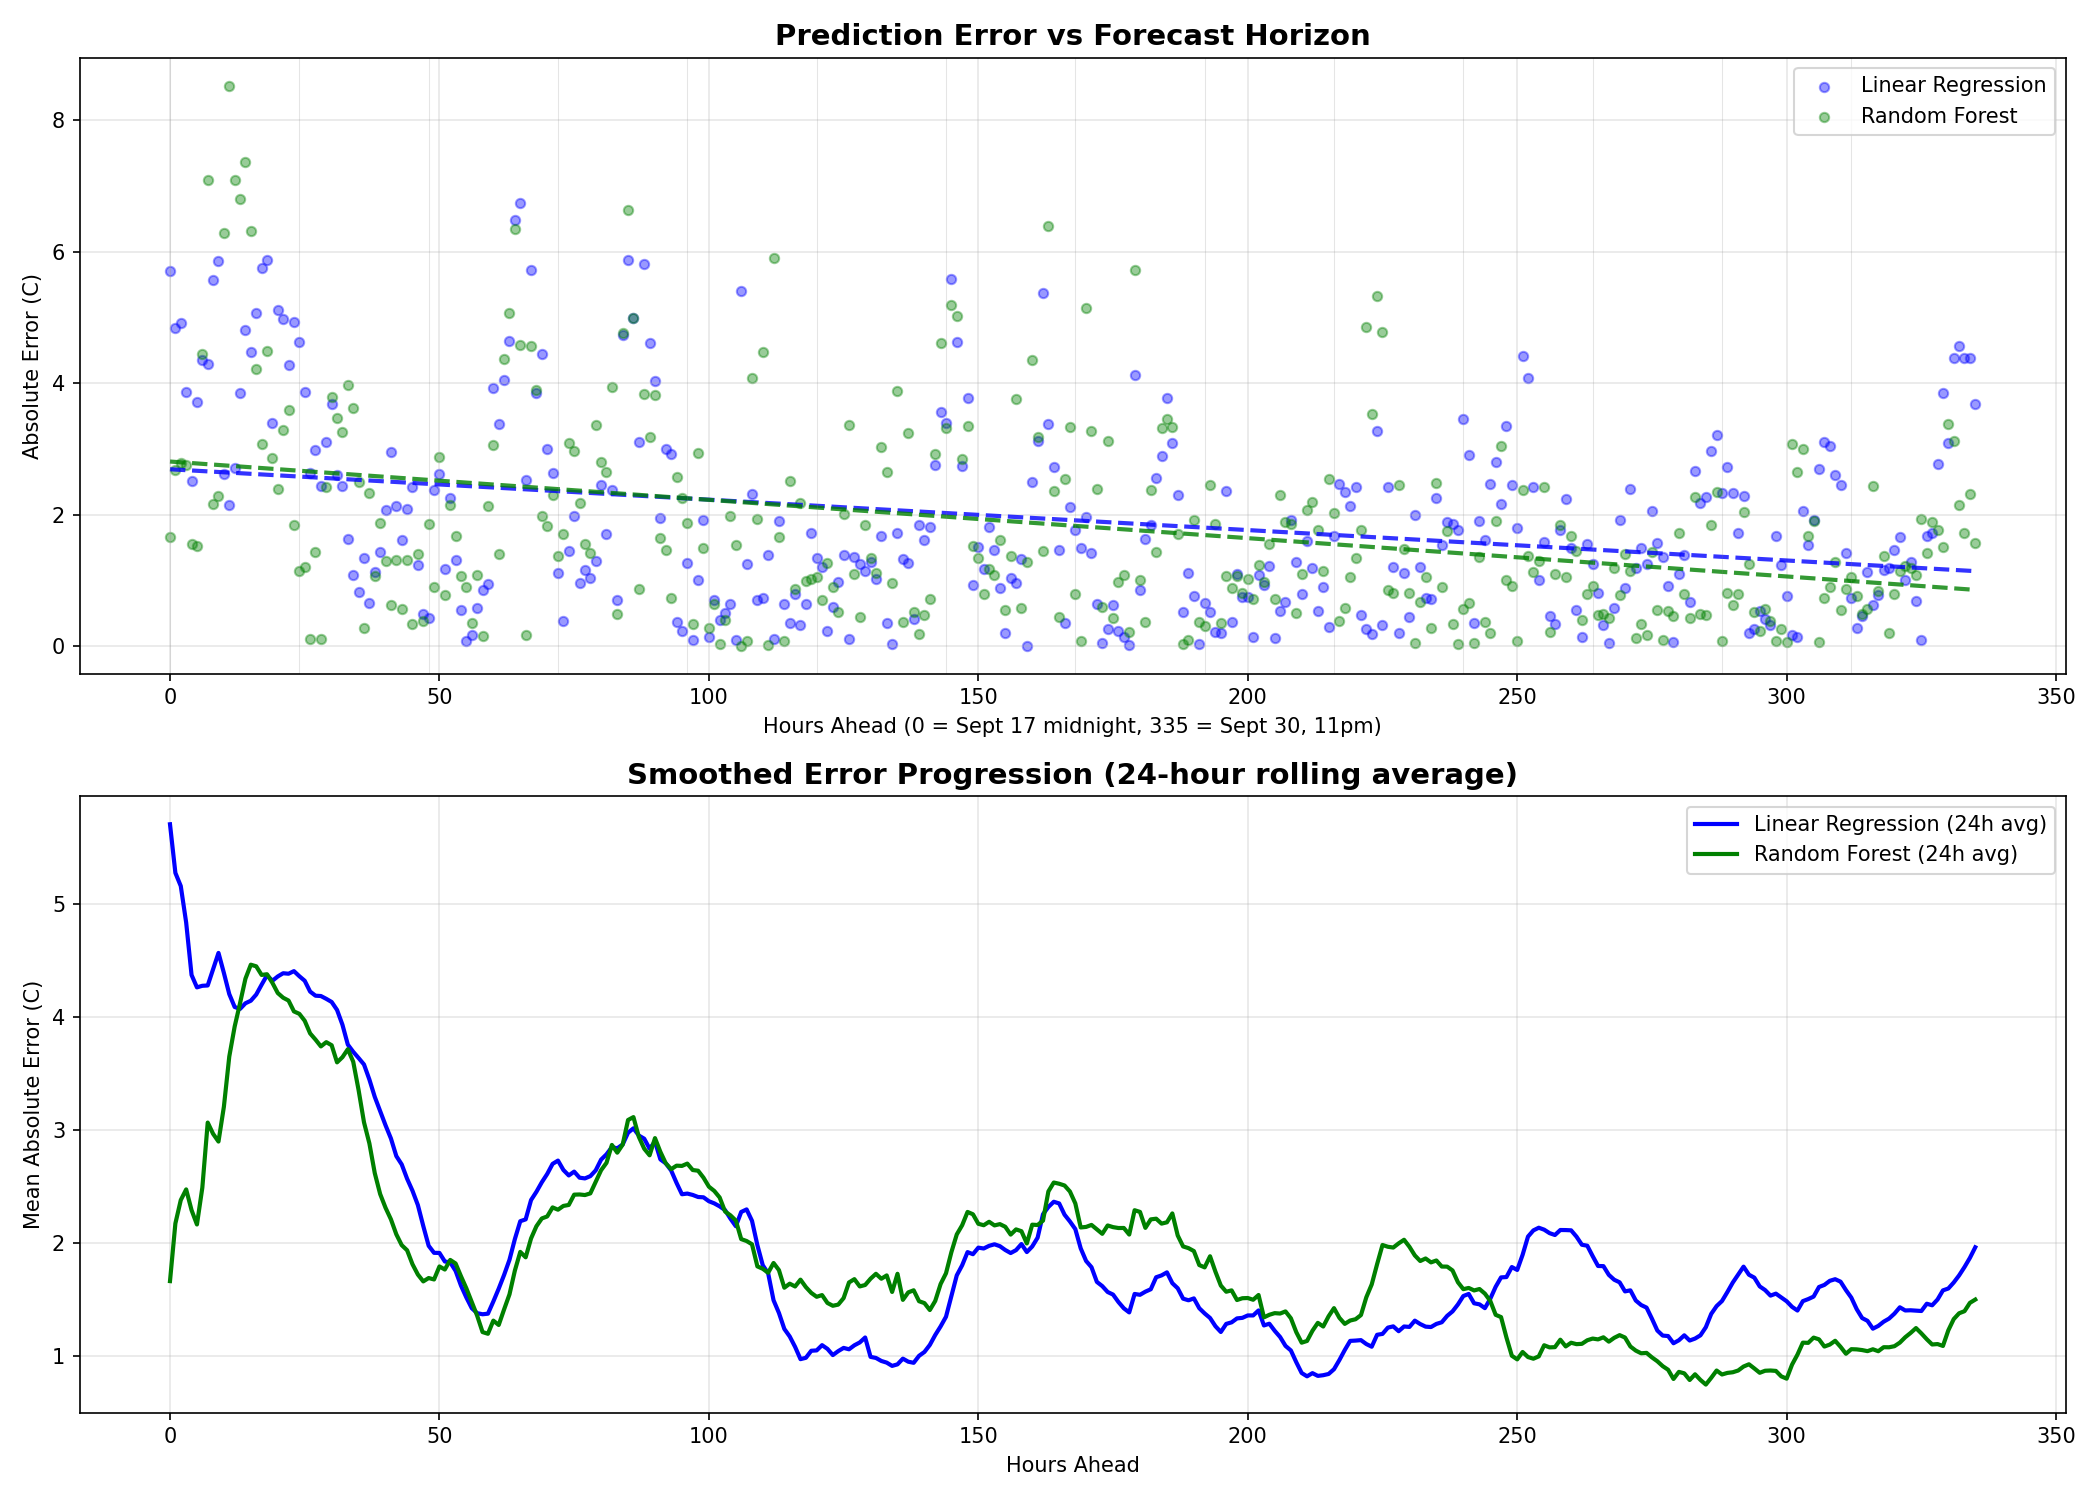 Prediction Error vs Forecast Horizon
Absolute Error (C)
8
6
4
2
0
Linear Regression
Random Forest
0 50 100 150 200 250 300 350
Hours Ahead (0 = Sept 17 midnight, 335 = Sept 30, 11pm)
Smoothed Error Progression (24-hour rolling average)
Mean Absolute Error (C)
5
4
3
2
1
Linear Regression (24h avg)
Random Forest (24h avg)
0 50 100 150 200 250 300 350
Hours Ahead